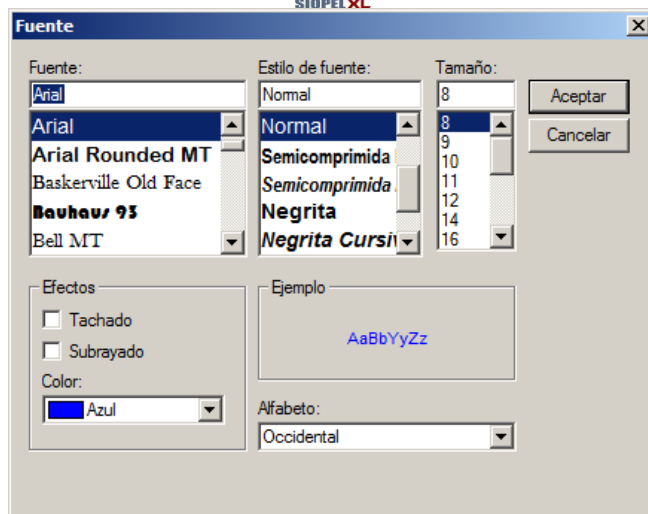 SIOPEL XL
Fuente
Fuente:
Estilo de fuente:
Tamaño:
Arial
Normal
8
Aceptar
Cancelar
Arial
Arial Rounded MT
Baskerville Old Face
Bauhaus 93
Bell MT
Normal
Semicomprimida
Semicomprimida
Negrita
Negrita Cursiv
8
9
10
11
12
14
16
Efectos
Tachado
Subrayado
Color:
Azul
Ejemplo
AaBbYyZz
Alfabeto:
Occidental